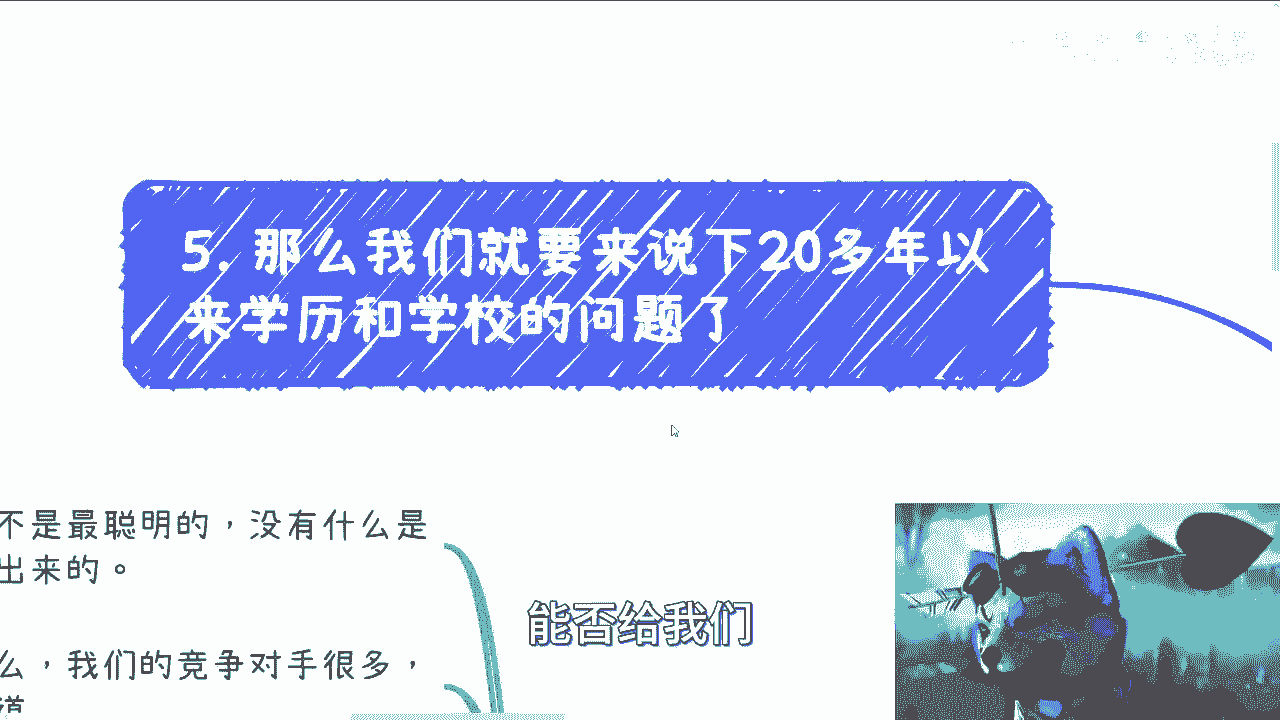 5. 那么我们就要来说下20多年以
来学历和学校的问题了
不是最聪明的，没有什么是
出来的。
能否给我们
么，我们的竞争对手很多，
道